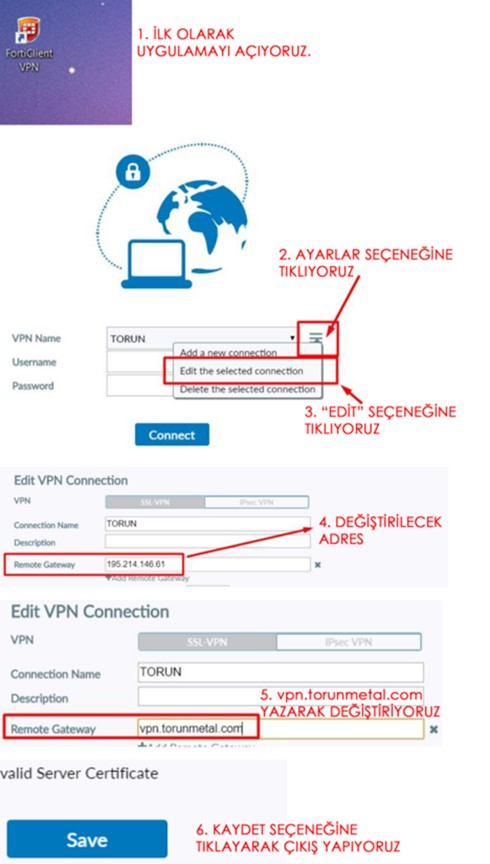 FortiClient
VPN
1. İLK OLARAK
UYGULAMAYI AÇIYORUZ.
2. AYARLAR SEÇENEĞİNE
TIKLIYORUZ
VPN Name
TORUN
Username
Password
Add a new connection
Edit the selected connection
Delete the selected connection
3. “EDİT” SEÇENEĞİNE
TIKLIYORUZ
Connect
Edit VPN Connection
VPN
SSL-VPN
IPsec VPN
Connection Name
TORUN
Description
Remote Gateway
195.214.146.61
+Add Remote Gateway
4. DEĞİŞTİRİLECEK
ADRES
Edit VPN Connection
VPN
SSL-VPN
IPsec VPN
Connection Name
TORUN
Description
5. vpn.torunmetal.com
YAZARAK DEĞİŞTİRİYORUZ
Remote Gateway
vpn.torunmetal.com
+Add Remote Gateway
valid Server Certificate
Save
6. KAYDET SEÇENEĞİNE
TIKLAYARAK ÇIKIŞ YAPIYORUZ